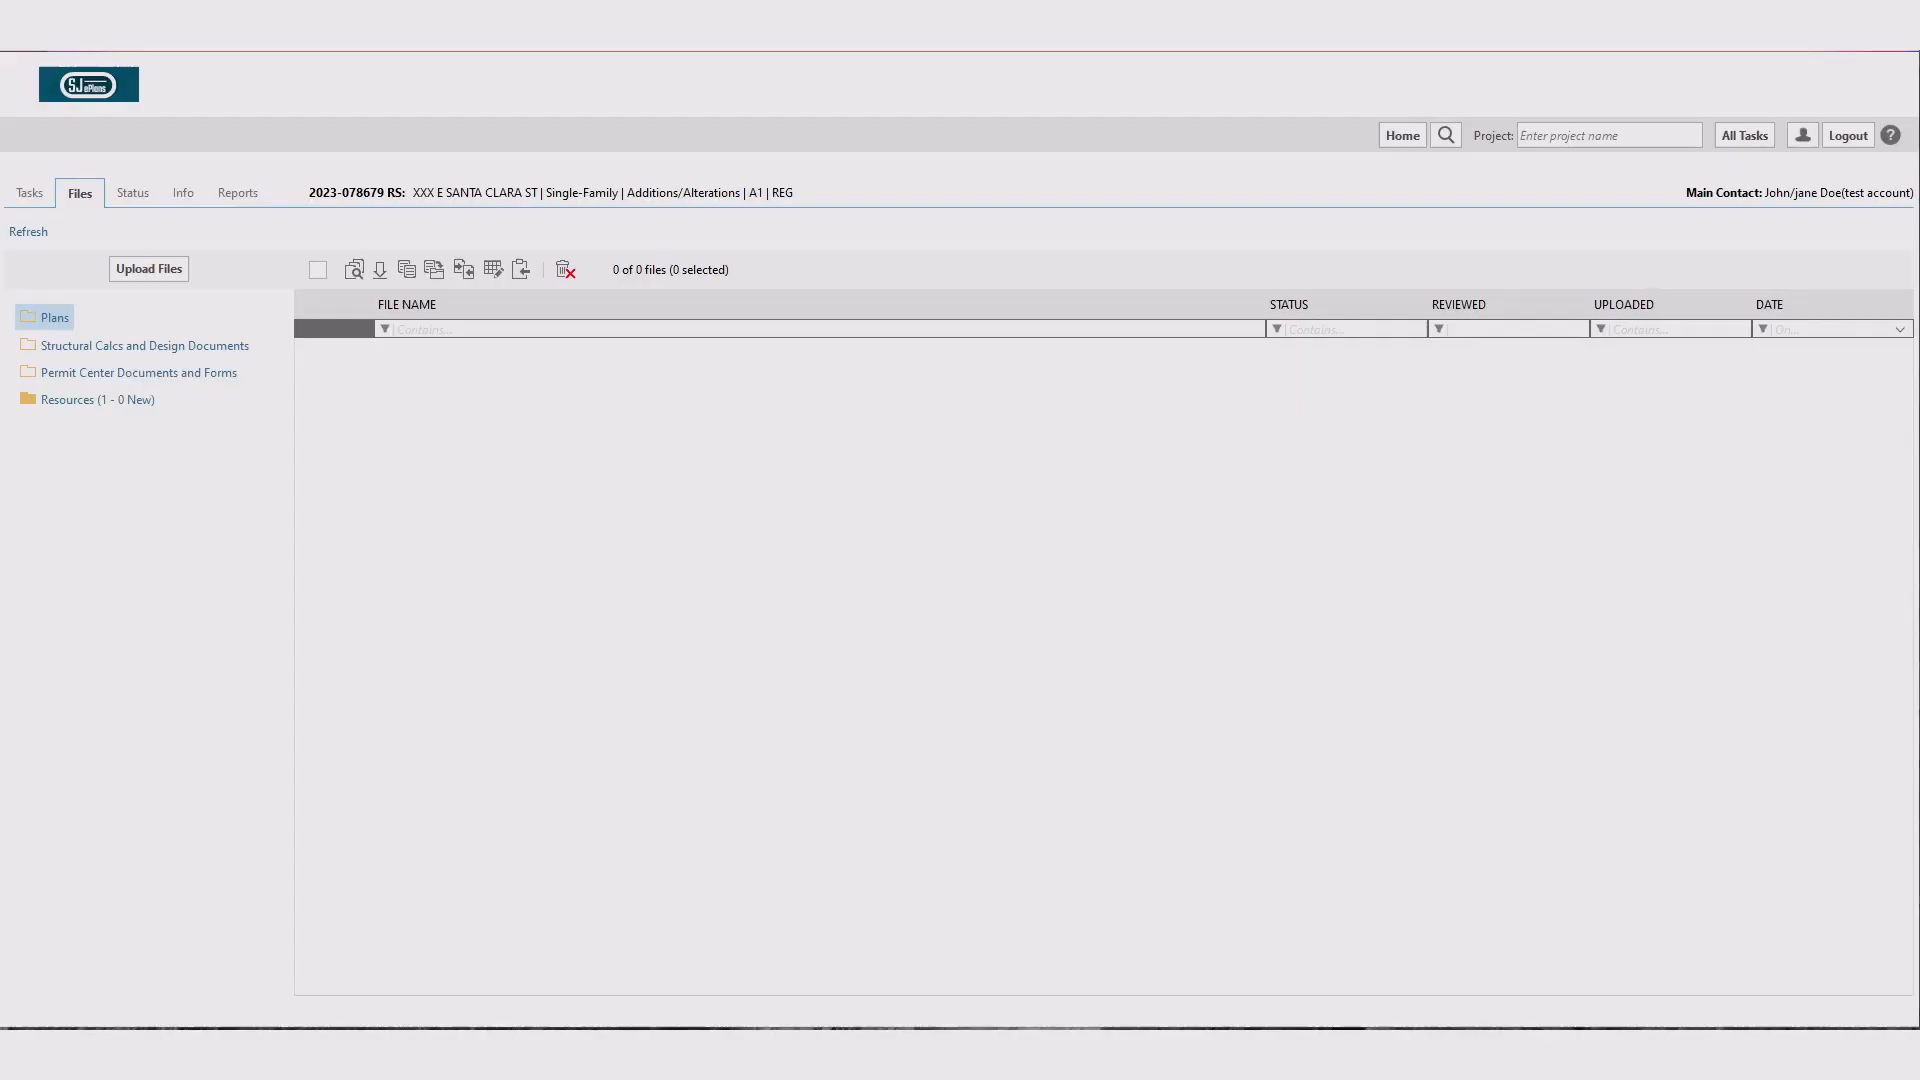 SJ ePlans
Home
Project: Enter project name
All Tasks
Logout
?
Tasks
Files
Status
Info
Reports
2023-078679 RS: XXX E SANTA CLARA ST | Single-Family | Additions/Alterations | A1 | REG
Main Contact: John/jane Doe(test account)
Refresh
Upload Files
0 of 0 files (0 selected)
Plans
Structural Calcs and Design Documents
Permit Center Documents and Forms
Resources (1 - 0 New)
FILE NAME
STATUS
REVIEWED
UPLOADED
DATE
Contains...
Contains...
Contains...
On...